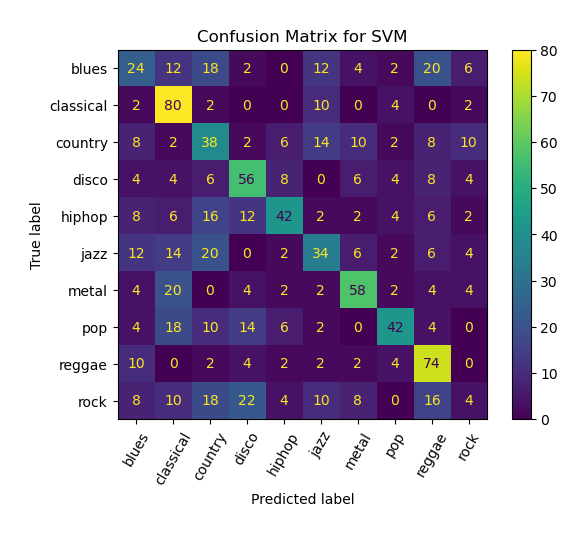 Confusion Matrix for SVM
blues 24 12 18 2 0 12 4 2 20 6
classical 2 80 2 0 0 10 0 4 0 2
country 8 2 38 2 6 14 10 2 8 10
disco 4 4 6 56 8 0 6 4 8 4
hiphop 8 6 16 12 42 2 2 4 6 2
jazz 12 14 20 0 2 34 6 2 6 4
metal 4 20 0 4 2 2 58 2 4 4
pop 4 18 10 14 6 2 0 42 4 0
reggae 10 0 2 4 2 2 2 4 74 0
rock 8 10 18 22 4 10 8 0 16 4
blues classical country disco hiphop jazz metal pop reggae rock
Predicted label
True label
80
70
60
50
40
30
20
10
0